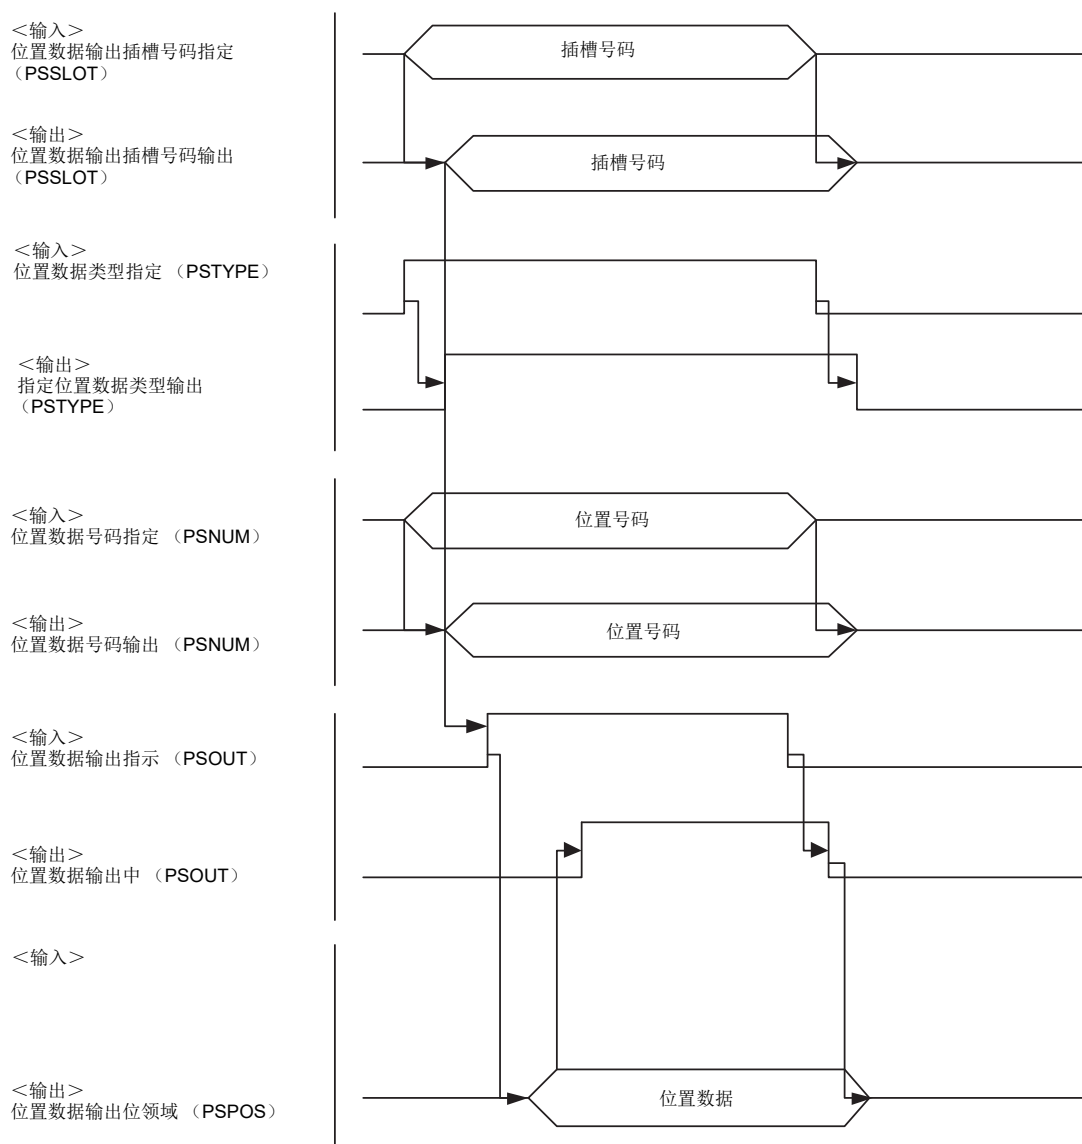 ＜输入＞
位置数据输出插槽号码指定
（PSSLOT）
插槽号码
＜输出＞
位置数据输出插槽号码输出
（PSSLOT）
插槽号码
＜输入＞
位置数据类型指定 （PSTYPE）
＜输出＞
指定位置数据类型输出
（PSTYPE）
＜输入＞
位置数据号码指定 （PSNUM）
位置号码
＜输出＞
位置数据号码输出 （PSNUM）
位置号码
＜输入＞
位置数据输出指示 （PSOUT）
＜输出＞
位置数据输出中 （PSOUT）
＜输入＞
＜输出＞
位置数据输出位领域 （PSPOS）
位置数据